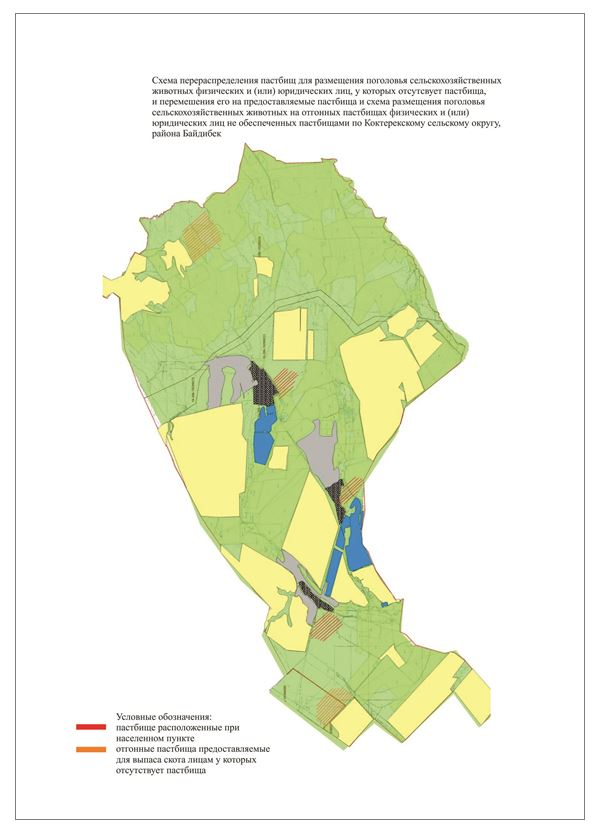 Схема перераспределения пастбищ для размещения поголовья сельскохозяйственных
животных физических и (или) юридических лиц, у которых отсутсвует пастбища,
и перемешения его на предоставляемые пастбища и схема размещения поголовья
сельскохозяйственных животных на отгонных пастбищах физических и (или)
юридических лиц не обеспеченных пастбищами по Коктерекскому сельскому округу,
района Байдибек
Условные обозначения:
пастбище расположенные при
населенном пункте
отгонные пастбища предоставляемые
для выпаса скота лицам у которых
отсутствует пастбища